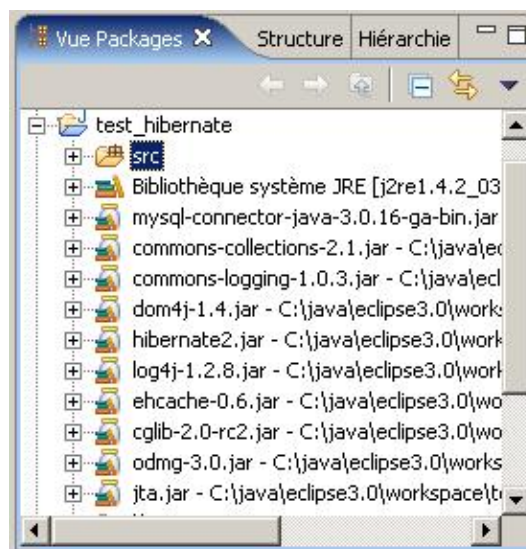 Vue Packages Structure Hiérarchie
test_hibernate
src
Bibliothèque système JRE [j2re1.4.2_03
mysql-connector-java-3.0.16-ga-bin.jar
commons-collections-2.1.jar - C:\java\ec
commons-logging-1.0.3.jar - C:\java\ecl
dom4j-1.4.jar - C:\java\eclipse3.0\works
hibernate2.jar - C:\java\eclipse3.0\work
log4j-1.2.8.jar - C:\java\eclipse3.0\work
ehcache-0.6.jar - C:\java\eclipse3.0\wo
cglib-2.0-rc2.jar - C:\java\eclipse3.0\wo
odmg-3.0.jar - C:\java\eclipse3.0\works
jta.jar - C:\java\eclipse3.0\workspace\t